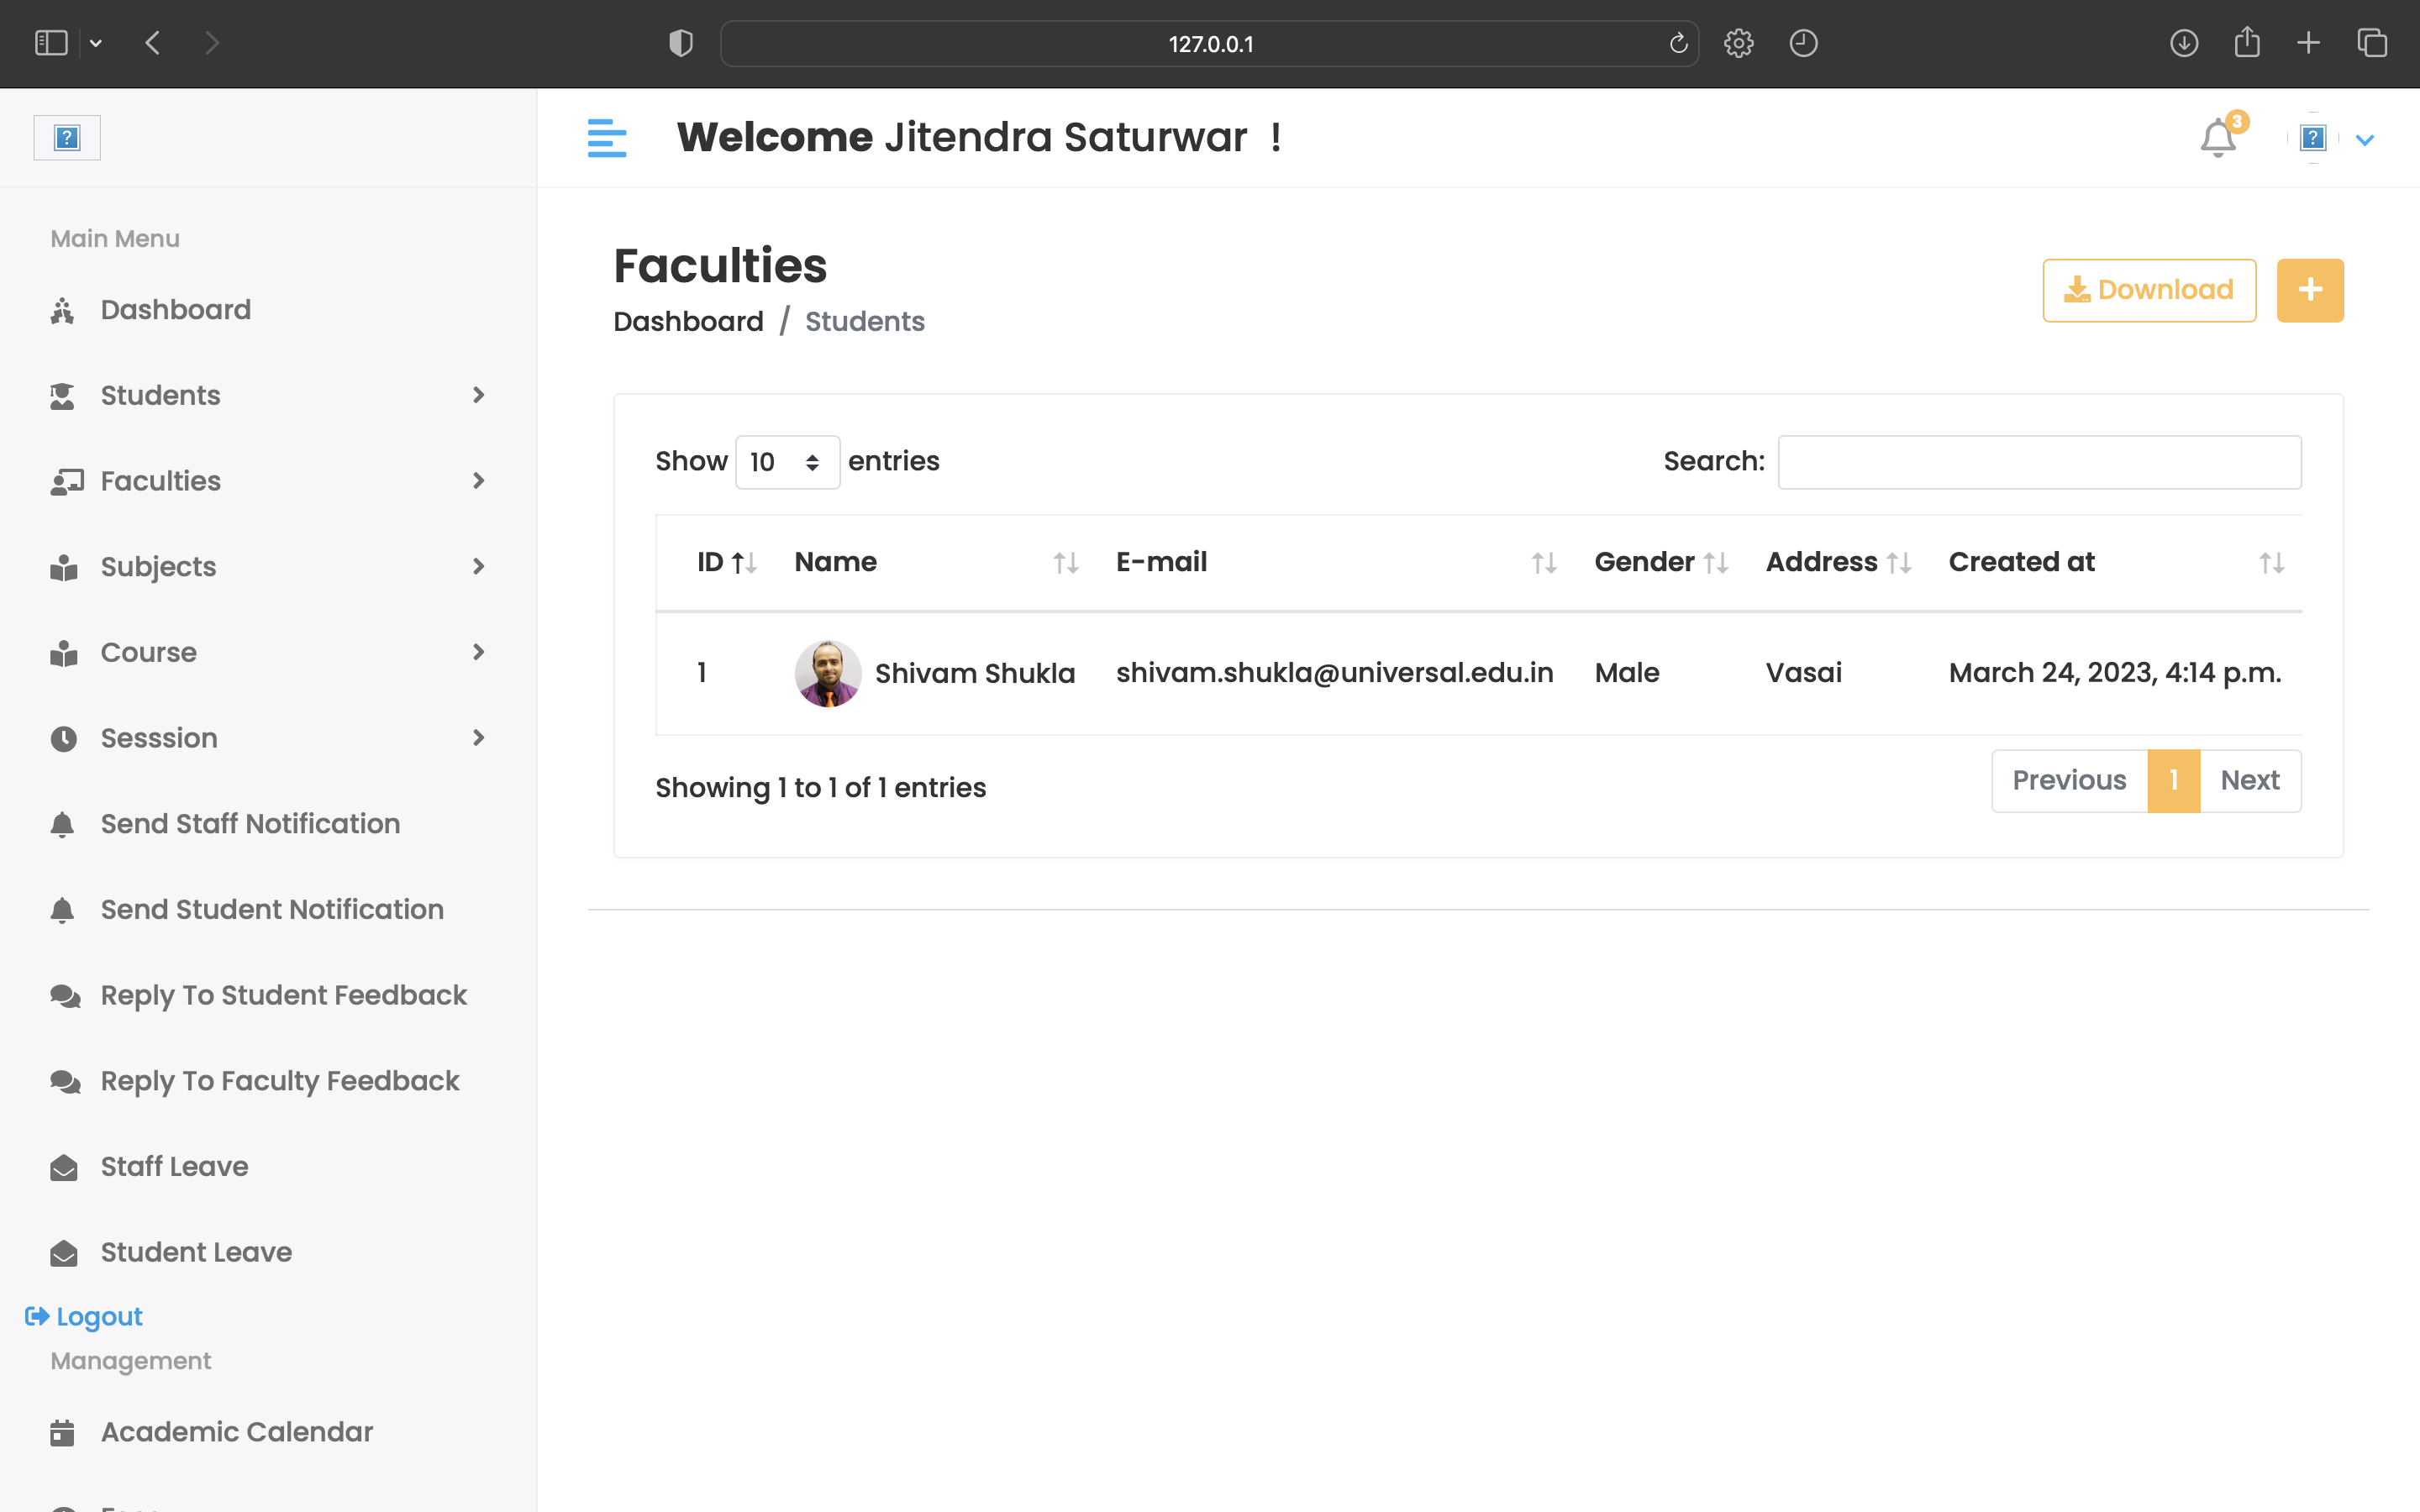 127.0.0.1
Welcome Jitendra Saturwar !
3
Main Menu
Dashboard
Students
Faculties
Subjects
Course
Sesssion
Send Staff Notification
Send Student Notification
Reply To Student Feedback
Reply To Faculty Feedback
Staff Leave
Student Leave
Logout
Management
Academic Calendar
Faculties
Dashboard / Students
Download
Show 10 entries
Search:
ID Name E-mail Gender Address Created at
1 Shivam Shukla shivam.shukla@universal.edu.in Male Vasai March 24, 2023, 4:14 p.m.
Showing 1 to 1 of 1 entries
Previous 1 Next